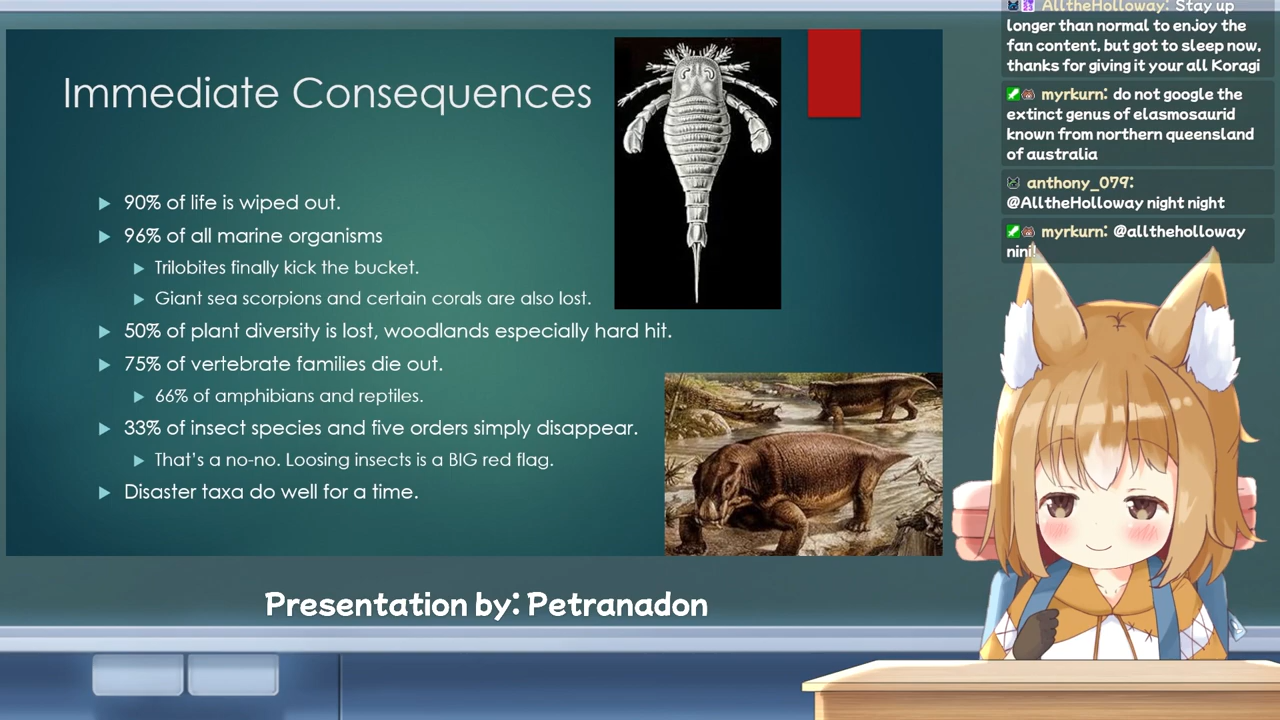 Immediate Consequences
90% of life is wiped out.
96% of all marine organisms
Trilobites finally kick the bucket.
Giant sea scorpions and certain corals are also lost.
50% of plant diversity is lost, woodlands especially hard hit.
75% of vertebrate families die out.
66% of amphibians and reptiles.
33% of insect species and five orders simply disappear.
That's a no-no. Loosing insects is a BIG red flag.
Disaster taxa do well for a time.
Presentation by: Petranadon
AlltheHolloway: Stay up
longer than normal to enjoy the
fan content, but got to sleep now,
thanks for giving it your all Koragi
myrkurn: do not google the
extinct genus of elasmosaurid
known from northern queensland
of australia
anthony_079:
@AlltheHolloway night night
myrkurn: @alltheholloway
nini!